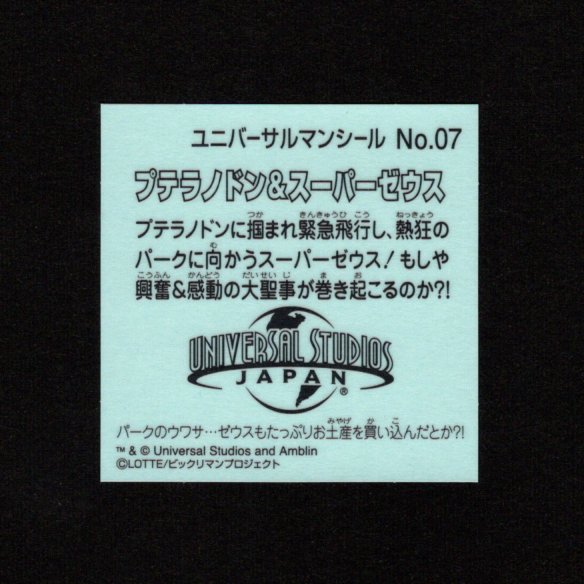 ユニバーサルマンシール No.07
プテラノドン&スーパーゼウス
プテラノドンに掴まれ緊急飛行し、熱狂の
パークに向かうスーパーゼウス!もしや
興奮&感動の大聖事が巻き起こるのか?!
UNIVERSAL STUDIOS
JAPAN®
パークのウワサ…ゼウスもたっぷりお土産を買い込んだとか?!
™ & © Universal Studios and Amblin
©LOTTE/ビックリマンプロジェクト